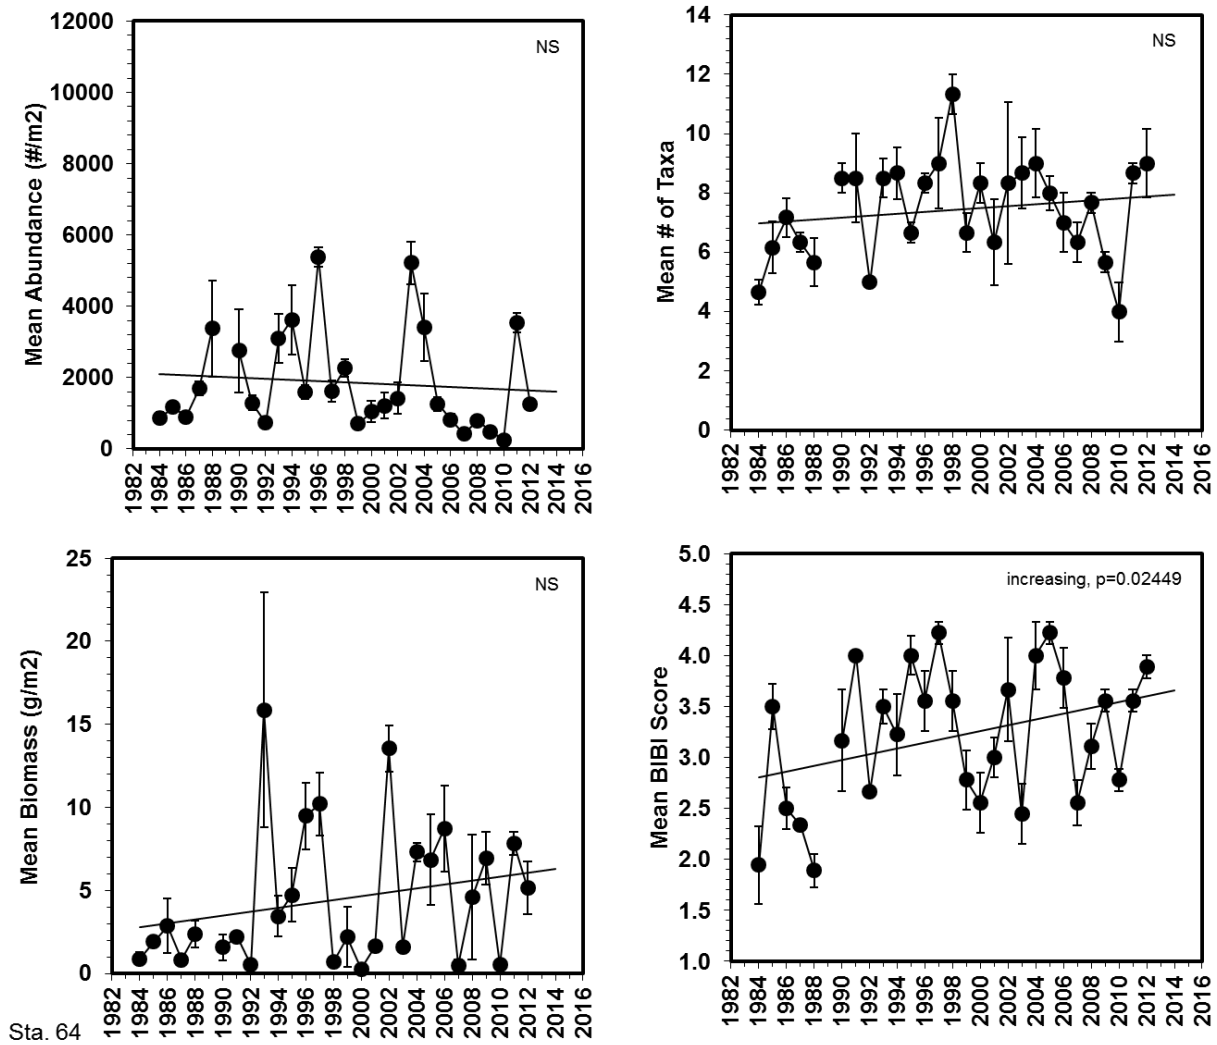 12000
10000
8000
6000
4000
2000
0
Mean Abundance (#/m2)
NS
1982 1984 1986 1988 1990 1992 1994 1996 1998 2000 2002 2004 2006 2008 2010 2012 2014 2016
14
12
10
8
6
4
2
0
Mean # of Taxa
NS
1982 1984 1986 1988 1990 1992 1994 1996 1998 2000 2002 2004 2006 2008 2010 2012 2014 2016
25
20
15
10
5
0
Mean Biomass (g/m2)
NS
1982 1984 1986 1988 1990 1992 1994 1996 1998 2000 2002 2004 2006 2008 2010 2012 2014 2016
5.0
4.5
4.0
3.5
3.0
2.5
2.0
1.5
1.0
Mean BIBI Score
increasing, p=0.02449
1982 1984 1986 1988 1990 1992 1994 1996 1998 2000 2002 2004 2006 2008 2010 2012 2014 2016
Sta. 64